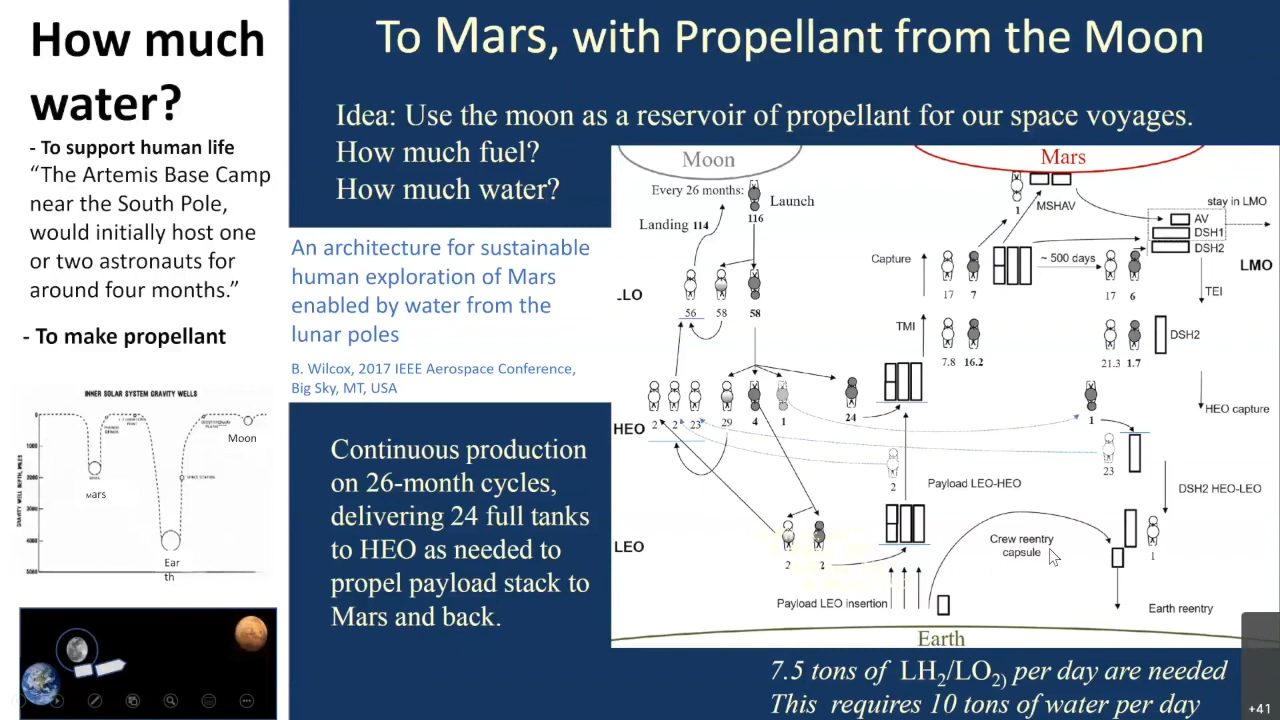 How much
water?
- To support human life
“The Artemis Base Camp
near the South Pole,
would initially host one
or two astronauts for
around four months.”
- To make propellant
INNER SOLAR SYSTEM GRAVITY WELLS
GRAVITY WELL DEPTH, MILES
0
1000
2000
4000
5000
Moon
Mars
Ear
th
To Mars, with Propellant from the Moon
Idea: Use the moon as a reservoir of propellant for our space voyages.
How much fuel?
How much water?
An architecture for sustainable
human exploration of Mars
enabled by water from the
lunar poles
B. Wilcox, 2017 IEEE Aerospace Conference,
Big Sky, MT, USA
Continuous production
on 26-month cycles,
delivering 24 full tanks
to HEO as needed to
propel payload stack to
Mars and back.
Moon
Mars
Every 26 months:
Launch
116
Landing 114
1
MSHAV
stay in LMO
AV
DSH1
DSH2
LMO
Capture
~ 500 days
17 7
17 6
TEI
LO
56 58 58
TMI
7.8 16.2
21.3 1.7
DSH2
HEO capture
HEO
2 2 23 29 4 1 24
1
23
2
Payload LEO-HEO
DSH2 HEO-LEO
LEO
2 2
Crew reentry
capsule
1
Payload LEO insertion
Earth reentry
Earth
7.5 tons of LH2/LO2) per day are needed
This requires 10 tons of water per day
+41